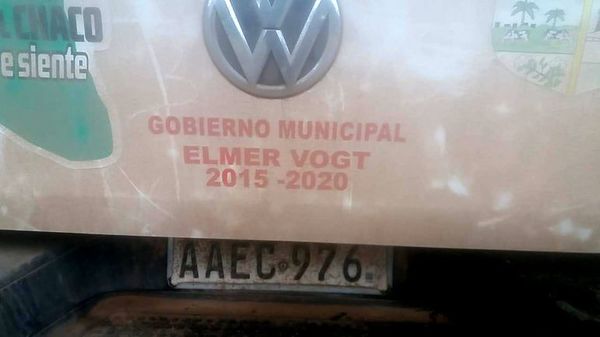 L CHACO
e siente
GOBIERNO MUNICIPAL
ELMER VOGT
2015 -2020
AAEC 976